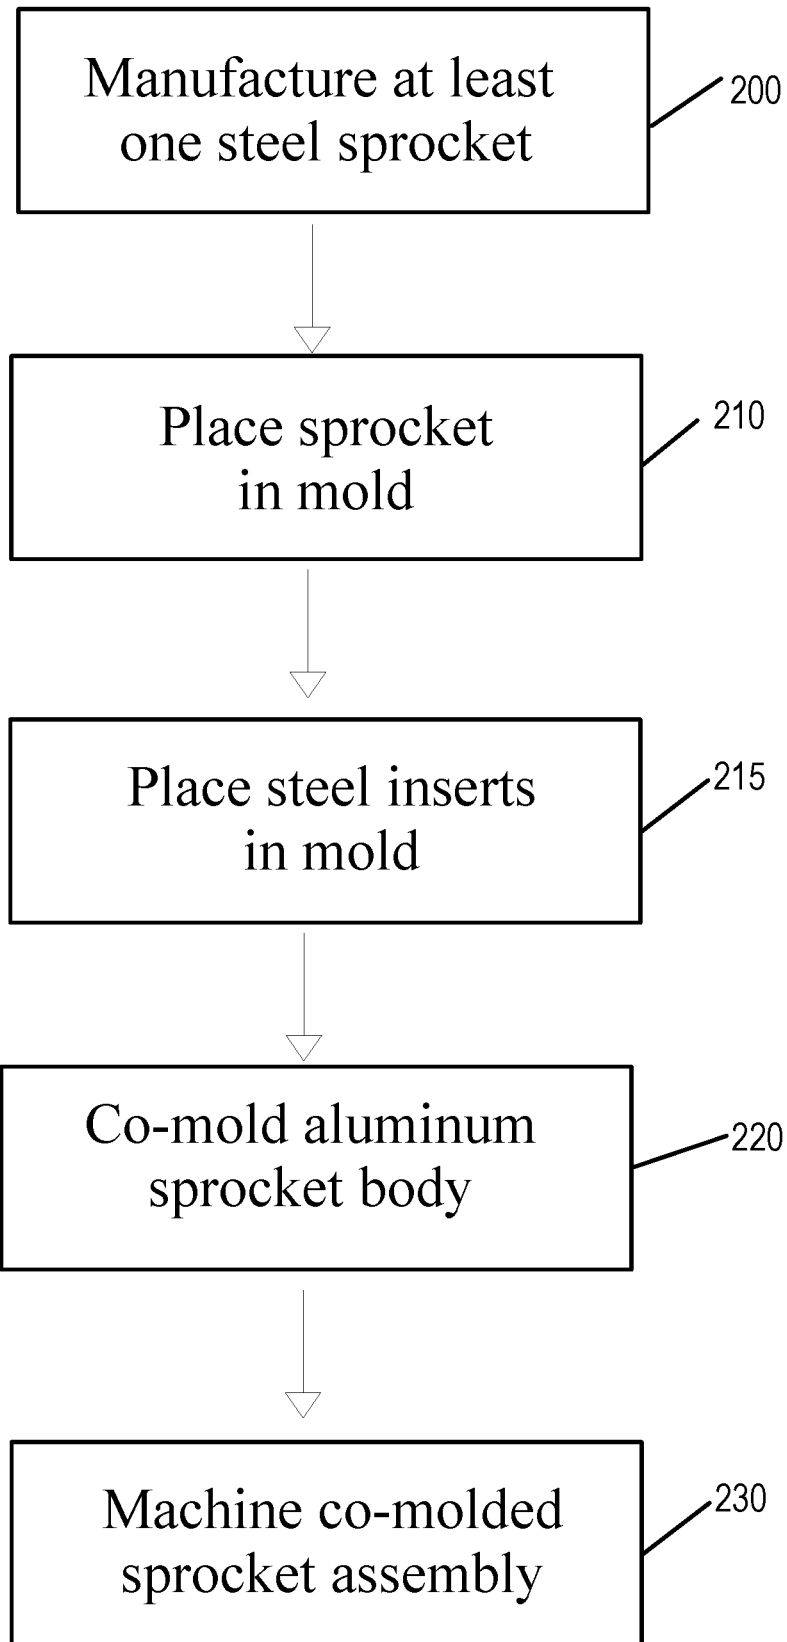 Manufacture at least
one steel sprocket
200
Place sprocket
in mold
210
Place steel inserts
in mold
215
Co-mold aluminum
sprocket body
220
Machine co-molded
sprocket assembly
230